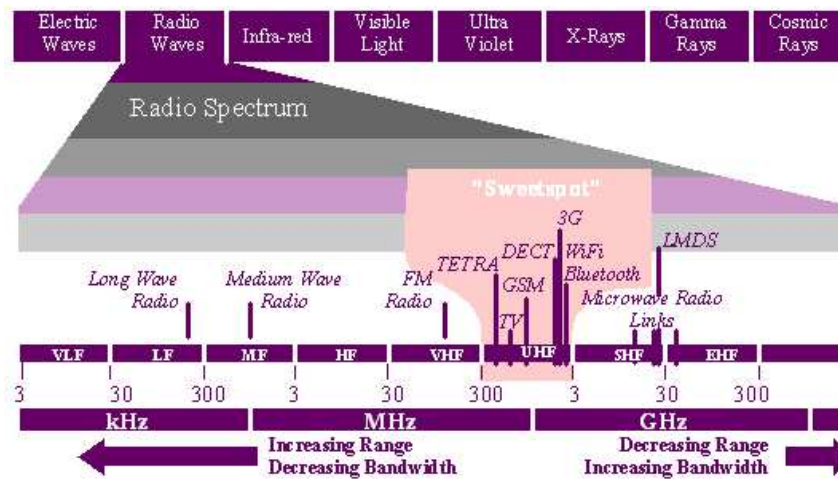 Electric Waves
Radio Waves
Infra-red
Visible Light
Ultra Violet
X-Rays
Gamma Rays
Cosmic Rays
Radio Spectrum
"Sweetspot"
3G
LMDS
DECT
WiFi
TETRA
Bluetooth
Long Wave Radio
Medium Wave Radio
FM Radio
GSM
Microwave Radio Links
TV
VLF
LF
MF
HF
VHF
UHF
SHF
EHF
3 30 300 3 30 300 3 30 300
kHz
MHz
GHz
Increasing Range
Decreasing Bandwidth
Decreasing Range
Increasing Bandwidth